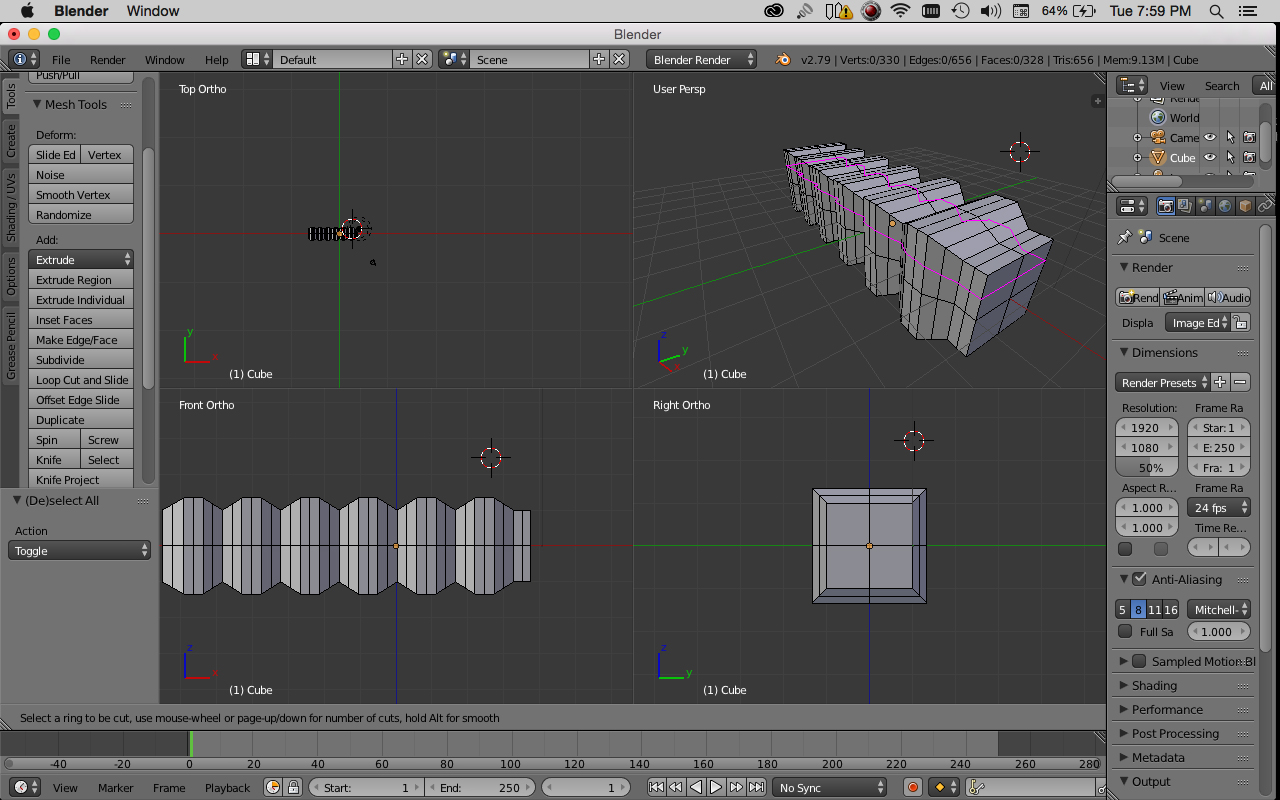 Blender Window 64% Tue 7:59 PM
Blender
File Render Window Help Default Scene Blender Render v2.79 | Verts:0/330 | Edges:0/656 | Faces:0/328 | Tris:656 | Mem:9.13M | Cube
Tools
Create
Shading / UVs
Options
Grease Pencil
Push/Pull
Mesh Tools
Deform:
Slide Ed Vertex
Noise
Smooth Vertex
Randomize
Add:
Extrude
Extrude Region
Extrude Individual
Inset Faces
Make Edge/Face
Subdivide
Loop Cut and Slide
Offset Edge Slide
Duplicate
Spin Screw
Knife Select
Knife Project
(De)select All
Action
Toggle
Top Ortho
y
x
(1) Cube
User Persp
z
y
x
(1) Cube
Front Ortho
z
x
(1) Cube
Right Ortho
z
y
(1) Cube
View Search All
Rende
World
Came
Cube
Scene
Render
Rend Anim Audio
Displa Image Ed
Dimensions
Render Presets
Resolution: Frame Ra
1920 Star: 1
1080 E: 250
50% Fra: 1
Aspect R... Frame Ra
1.000 24 fps
1.000 Time Re...
Anti-Aliasing
5 8 11 16 Mitchell-
Full Sa 1.000
Sampled Motion Bl
Shading
Performance
Post Processing
Metadata
Output
Select a ring to be cut, use mouse-wheel or page-up/down for number of cuts, hold Alt for smooth
-40 -20 0 20 40 60 80 100 120 140 160 180 200 220 240 260 280
View Marker Frame Playback Start: 1 End: 250 1 No Sync